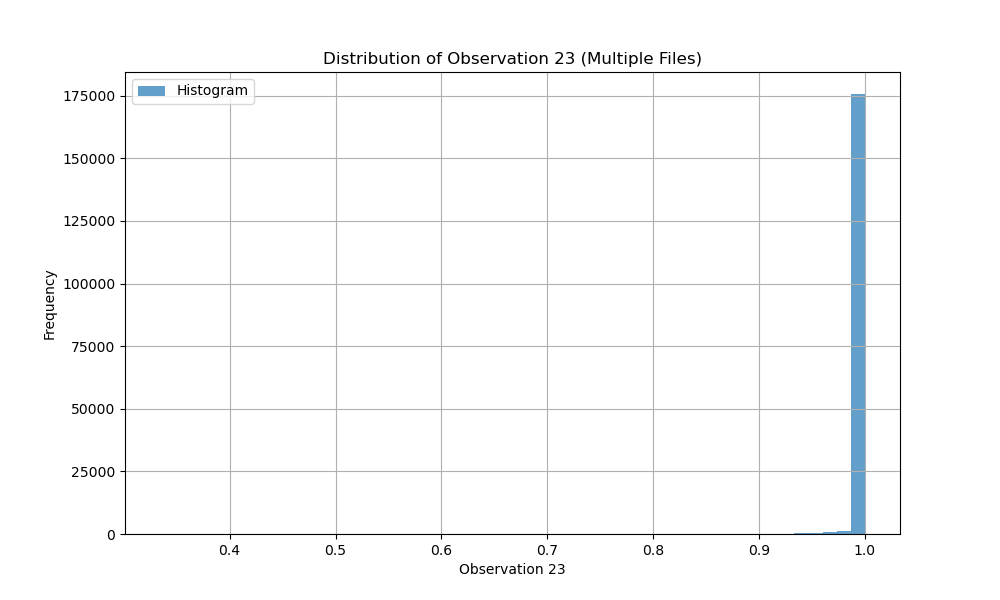 Distribution of Observation 23 (Multiple Files)
Histogram
175000
150000
125000
100000
75000
50000
25000
0
Frequency
0.4 0.5 0.6 0.7 0.8 0.9 1.0
Observation 23